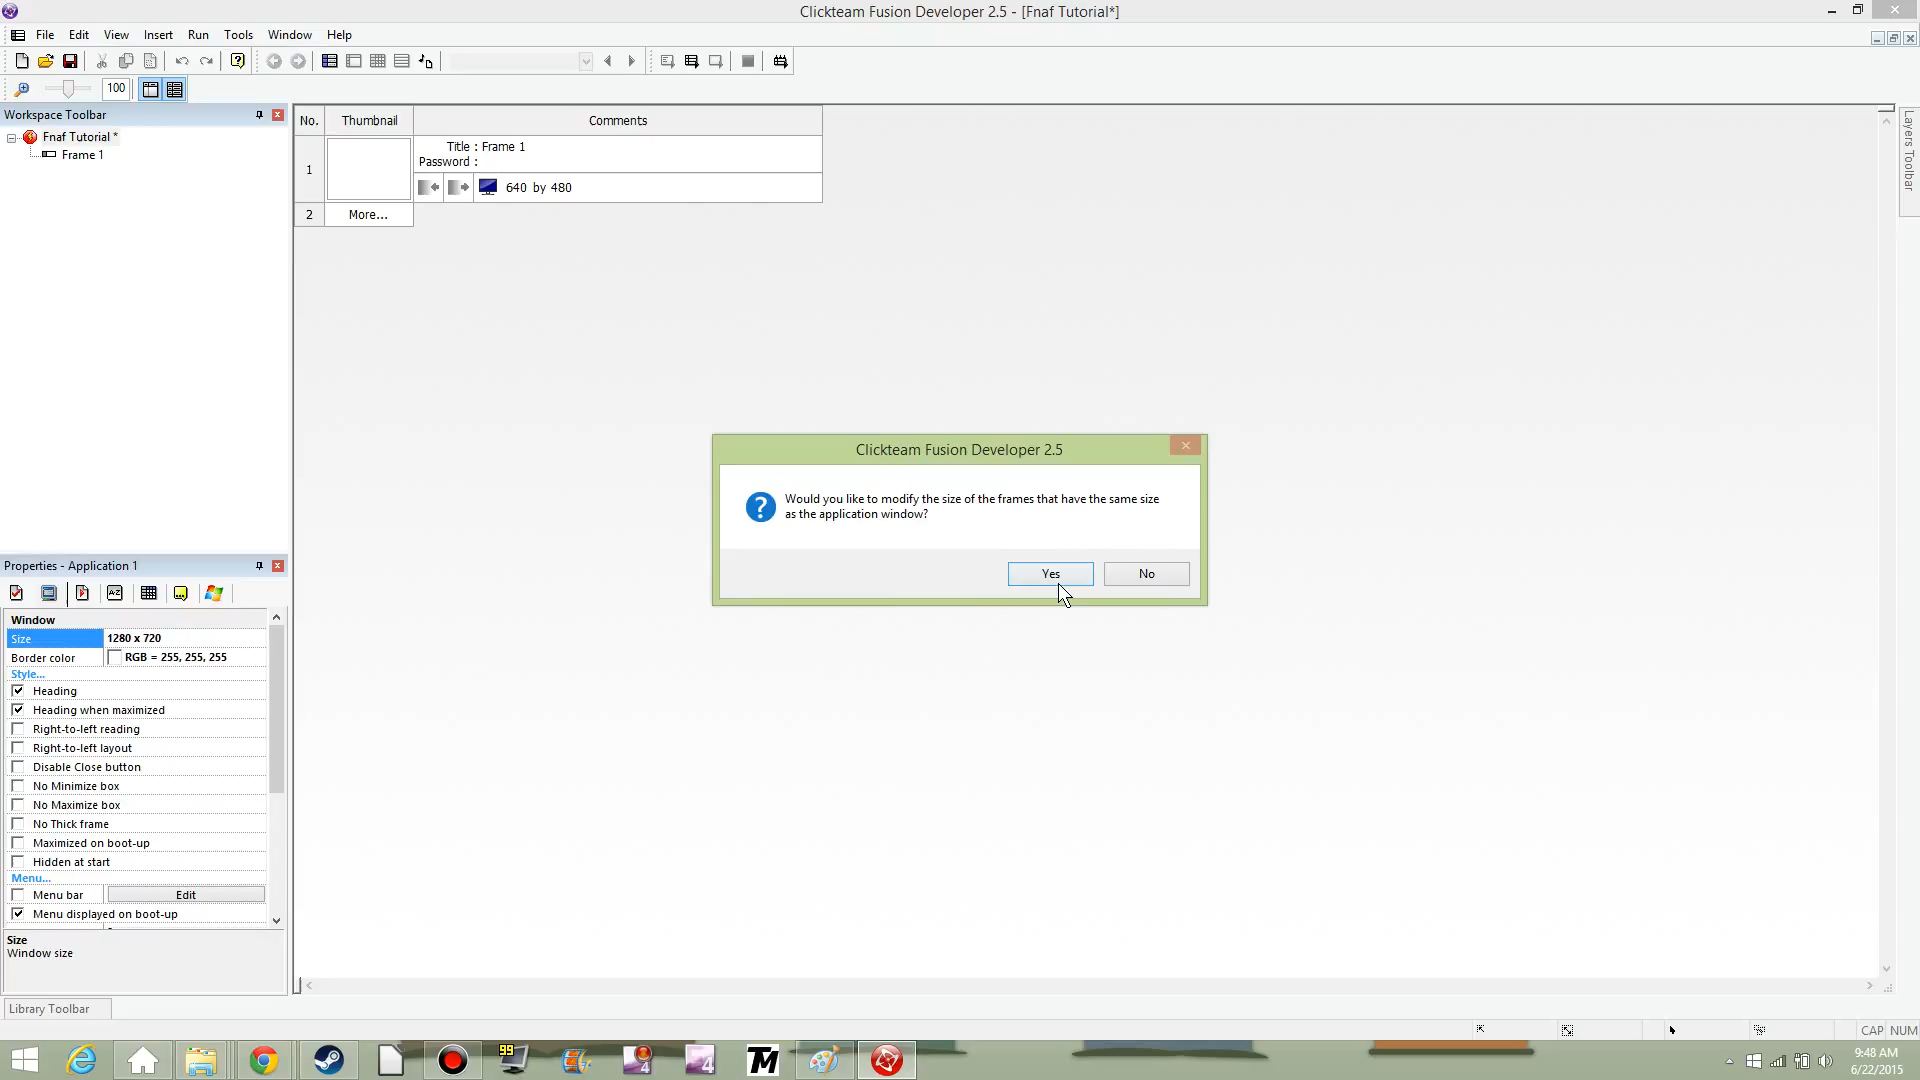 Clickteam Fusion Developer 2.5 - [Fnaf Tutorial*]
File Edit View Insert Run Tools Window Help
100
Workspace Toolbar
Fnaf Tutorial *
Frame 1
No. Thumbnail Comments
1
Title : Frame 1
Password :
640 by 480
2 More...
Layers Toolbar
Clickteam Fusion Developer 2.5
Would you like to modify the size of the frames that have the same size
as the application window?
Yes No
Properties - Application 1
Window
Size 1280 x 720
Border color RGB = 255, 255, 255
Style...
Heading
Heading when maximized
Right-to-left reading
Right-to-left layout
Disable Close button
No Minimize box
No Maximize box
No Thick frame
Maximized on boot-up
Hidden at start
Menu...
Menu bar Edit
Menu displayed on boot-up
Size
Window size
Library Toolbar
CAP NUM
99
4
4
TM
9:48 AM
6/22/2015